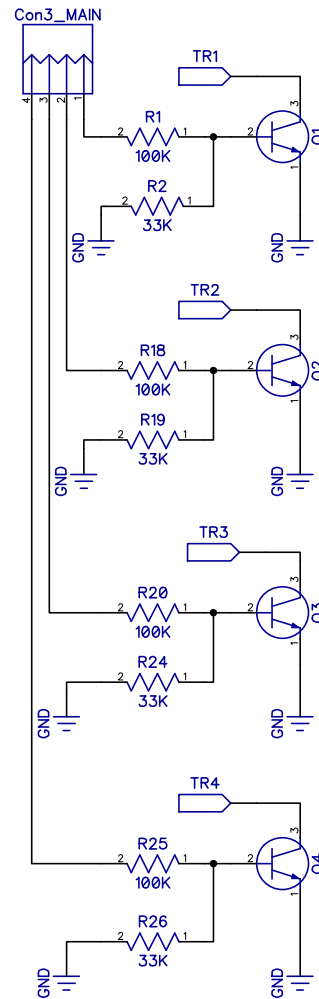 Con3_MAIN
4 3 2 1
TR1
3
R1
2 1 2
100K
Q1
R2
2 1
33K
1
GND GND
TR2
3
R18
2 1 2
100K
Q2
R19
2 1
33K
1
GND GND
TR3
3
R20
2 1 2
100K
Q3
R24
2 1
33K
1
GND GND
TR4
3
R25
2 1 2
100K
Q4
R26
2 1
33K
1
GND GND